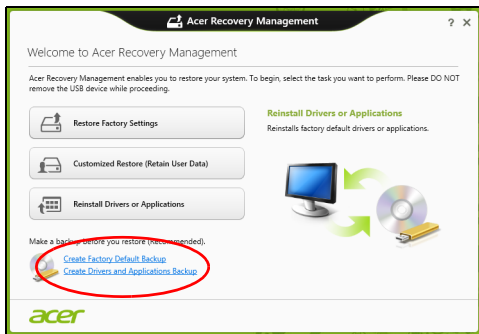 Acer Recovery Management
? X
Welcome to Acer Recovery Management
Acer Recovery Management enables you to restore your system. To begin, select the task you want to perform. Please DO NOT
remove the USB device while proceeding.
Restore Factory Settings
Customized Restore (Retain User Data)
Reinstall Drivers or Applications
Reinstall Drivers or Applications
Reinstalls factory default drivers or applications.
Make a backup before you restore (Recommended).
Create Factory Default Backup
Create Drivers and Applications Backup
acer